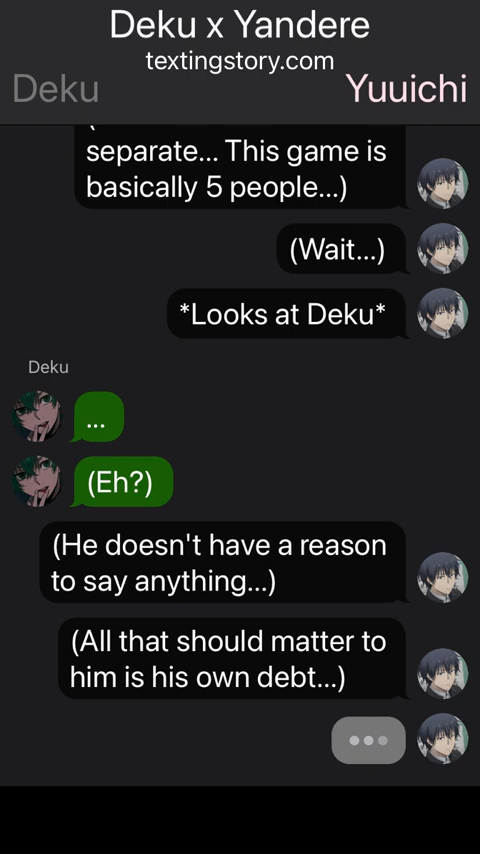 Deku x Yandere
textingstory.com
Deku
Yuuichi
separate... This game is
basically 5 people...)
(Wait...)
*Looks at Deku*
Deku
...
(Eh?)
(He doesn't have a reason
to say anything...)
(All that should matter to
him is his own debt...)